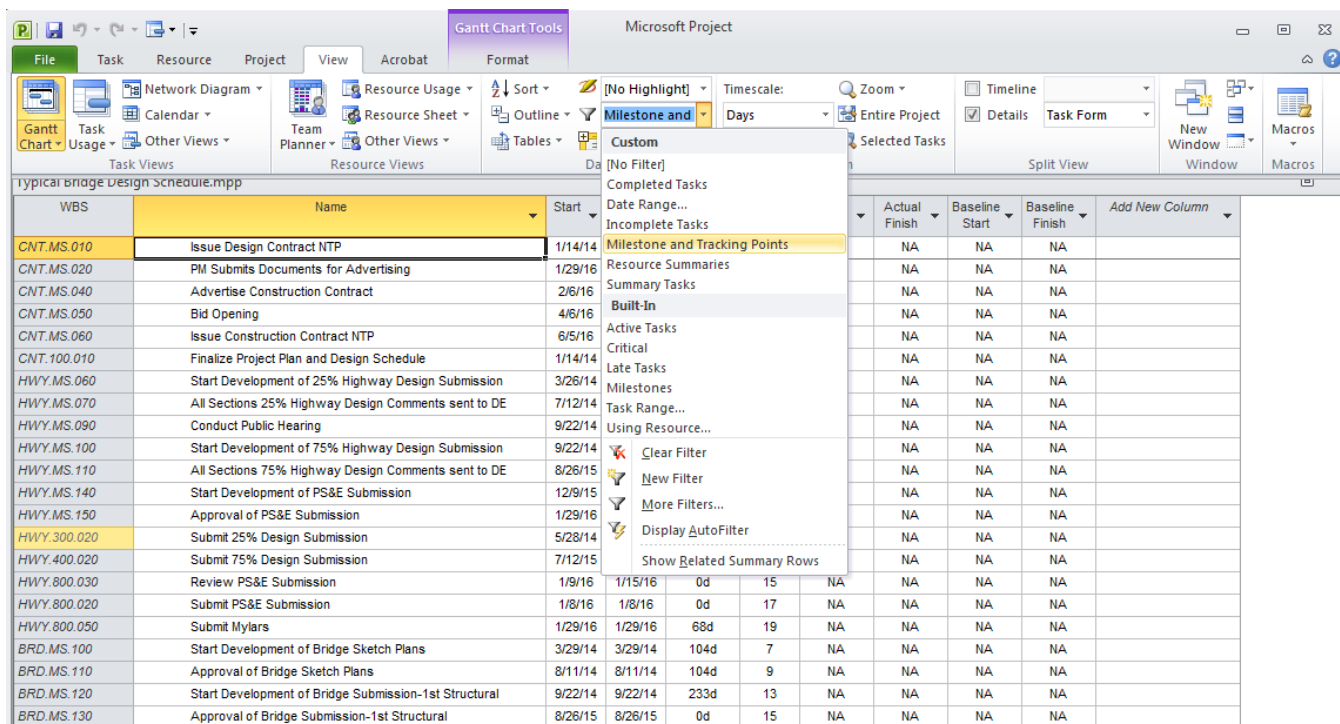 Gantt Chart Tools Microsoft Project
File Task Resource Project View Acrobat Format
Gantt Chart
Task Usage
Network Diagram
Calendar
Other Views
Task Views
Team Planner
Resource Usage
Resource Sheet
Other Views
Resource Views
Sort
Outline
Tables
[No Highlight]
Milestone and
Da
Timescale:
Days
Zoom
Entire Project
Selected Tasks
Timeline
Details Task Form
Split View
New Window
Window
Macros
Macros
Custom
[No Filter]
Completed Tasks
Date Range...
Incomplete Tasks
Milestone and Tracking Points
Resource Summaries
Summary Tasks
Built-In
Active Tasks
Critical
Late Tasks
Milestones
Task Range...
Using Resource...
Clear Filter
New Filter
More Filters...
Display AutoFilter
Show Related Summary Rows
Typical Bridge Design Schedule.mpp
WBS Name Start Actual Finish Baseline Start Baseline Finish Add New Column
CNT.MS.010 Issue Design Contract NTP 1/14/14 NA NA NA
CNT.MS.020 PM Submits Documents for Advertising 1/29/16 NA NA NA
CNT.MS.040 Advertise Construction Contract 2/6/16 NA NA NA
CNT.MS.050 Bid Opening 4/6/16 NA NA NA
CNT.MS.060 Issue Construction Contract NTP 6/5/16 NA NA NA
CNT.100.010 Finalize Project Plan and Design Schedule 1/14/14 NA NA NA
HWY.MS.060 Start Development of 25% Highway Design Submission 3/26/14 NA NA NA
HWY.MS.070 All Sections 25% Highway Design Comments sent to DE 7/12/14 NA NA NA
HWY.MS.090 Conduct Public Hearing 9/22/14 NA NA NA
HWY.MS.100 Start Development of 75% Highway Design Submission 9/22/14 NA NA NA
HWY.MS.110 All Sections 75% Highway Design Comments sent to DE 8/26/15 NA NA NA
HWY.MS.140 Start Development of PS&E Submission 12/9/15 NA NA NA
HWY.MS.150 Approval of PS&E Submission 1/29/16 NA NA NA
HWY.300.020 Submit 25% Design Submission 5/28/14 NA NA NA
HWY.400.020 Submit 75% Design Submission 7/12/15 NA NA NA
HWY.800.030 Review PS&E Submission 1/9/16 1/15/16 0d 15 NA NA NA NA
HWY.800.020 Submit PS&E Submission 1/8/16 1/8/16 0d 17 NA NA NA NA
HWY.800.050 Submit Mylars 1/29/16 1/29/16 68d 19 NA NA NA NA
BRD.MS.100 Start Development of Bridge Sketch Plans 3/29/14 3/29/14 104d 7 NA NA NA NA
BRD.MS.110 Approval of Bridge Sketch Plans 8/11/14 8/11/14 104d 9 NA NA NA NA
BRD.MS.120 Start Development of Bridge Submission-1st Structural 9/22/14 9/22/14 233d 13 NA NA NA NA
BRD.MS.130 Approval of Bridge Submission-1st Structural 8/26/15 8/26/15 0d 15 NA NA NA NA